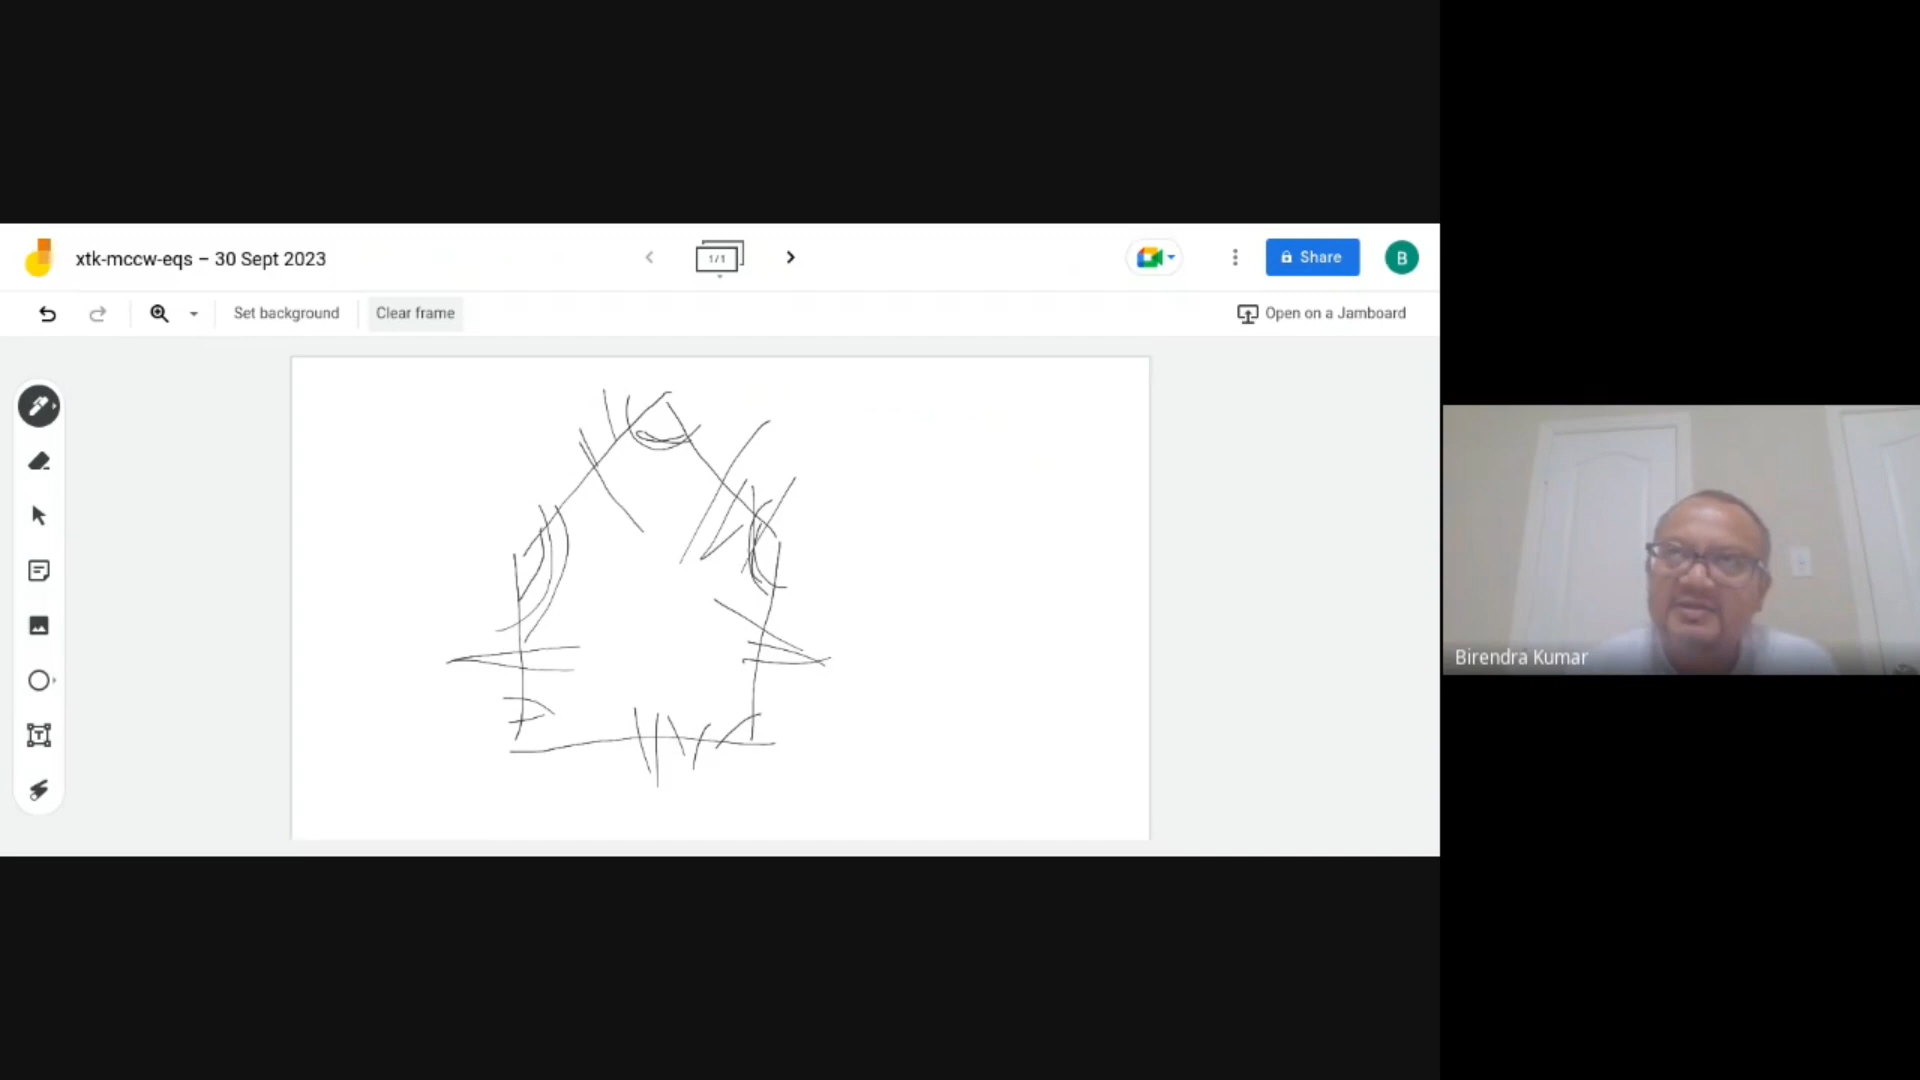 xtk-mccw-eqs – 30 Sept 2023
1/1
Share
B
Set background
Clear frame
Open on a Jamboard
Birendra Kumar